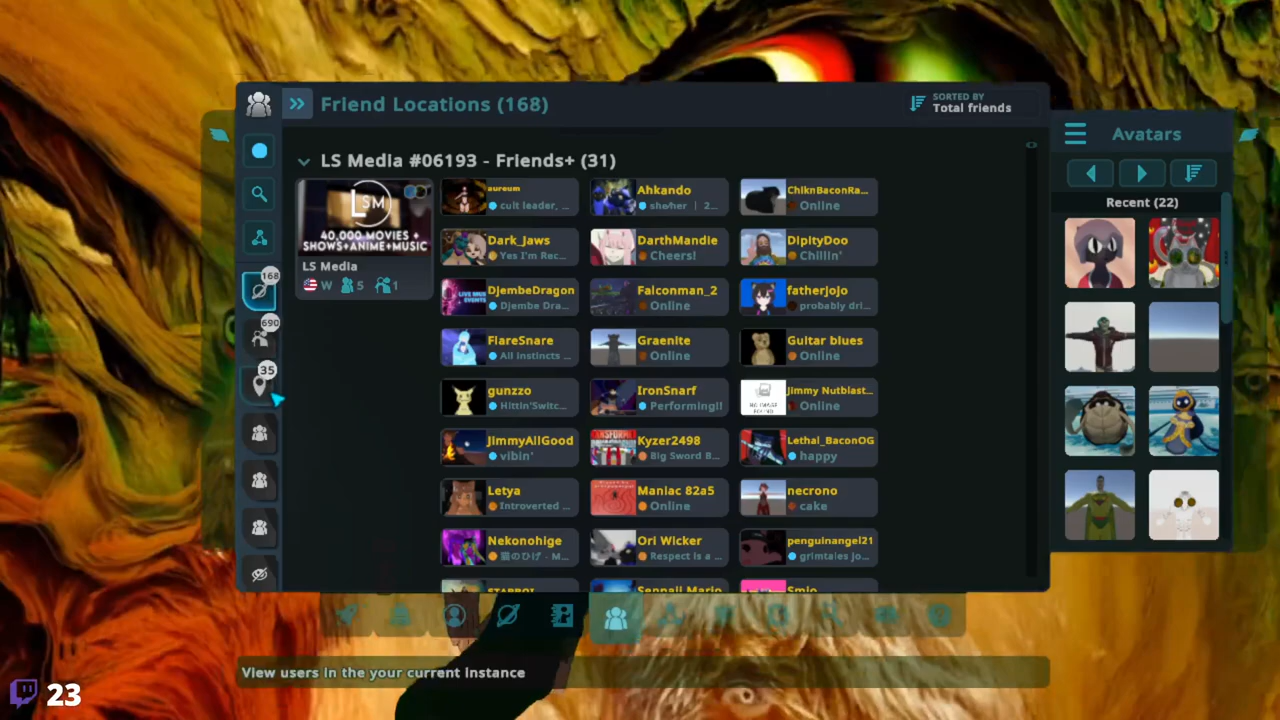 Friend Locations (168)
SORTED BY
Total friends
LS Media #06193 - Friends+ (31)
LSM
40,000 MOVIES +
SHOWS+ANIME+MUSIC
LS Media
W 5 1
168
690
35
aureum
cult leader, ...
Ahkando
she/her | 2...
ChiknBaconRa...
Online
Dark_Jaws
Yes I'm Rec...
DarthMandie
Cheers!
DipityDoo
Chillin'
DjembeDragon
Djembe Dra...
Falconman_2
Online
fatherjojo
probably dri...
FlareSnare
All instincts ...
Graenite
Online
Guitar blues
Online
gunzzo
Hittin'Switc...
IronSnarf
Performing!!
Jimmy Nutblast...
Online
JimmyAllGood
vibin'
Kyzer2498
Big Sword B...
Lethal_BaconOG
happy
Letya
Introverted ...
Maniac 82a5
Online
necrono
cake
Nekonohige
猫のひげ - M...
Ori Wicker
Respect is a ...
penguinangel21
grimtales jo...
Senpaii Mario
Smio
Avatars
Recent (22)
View users in the your current instance
23